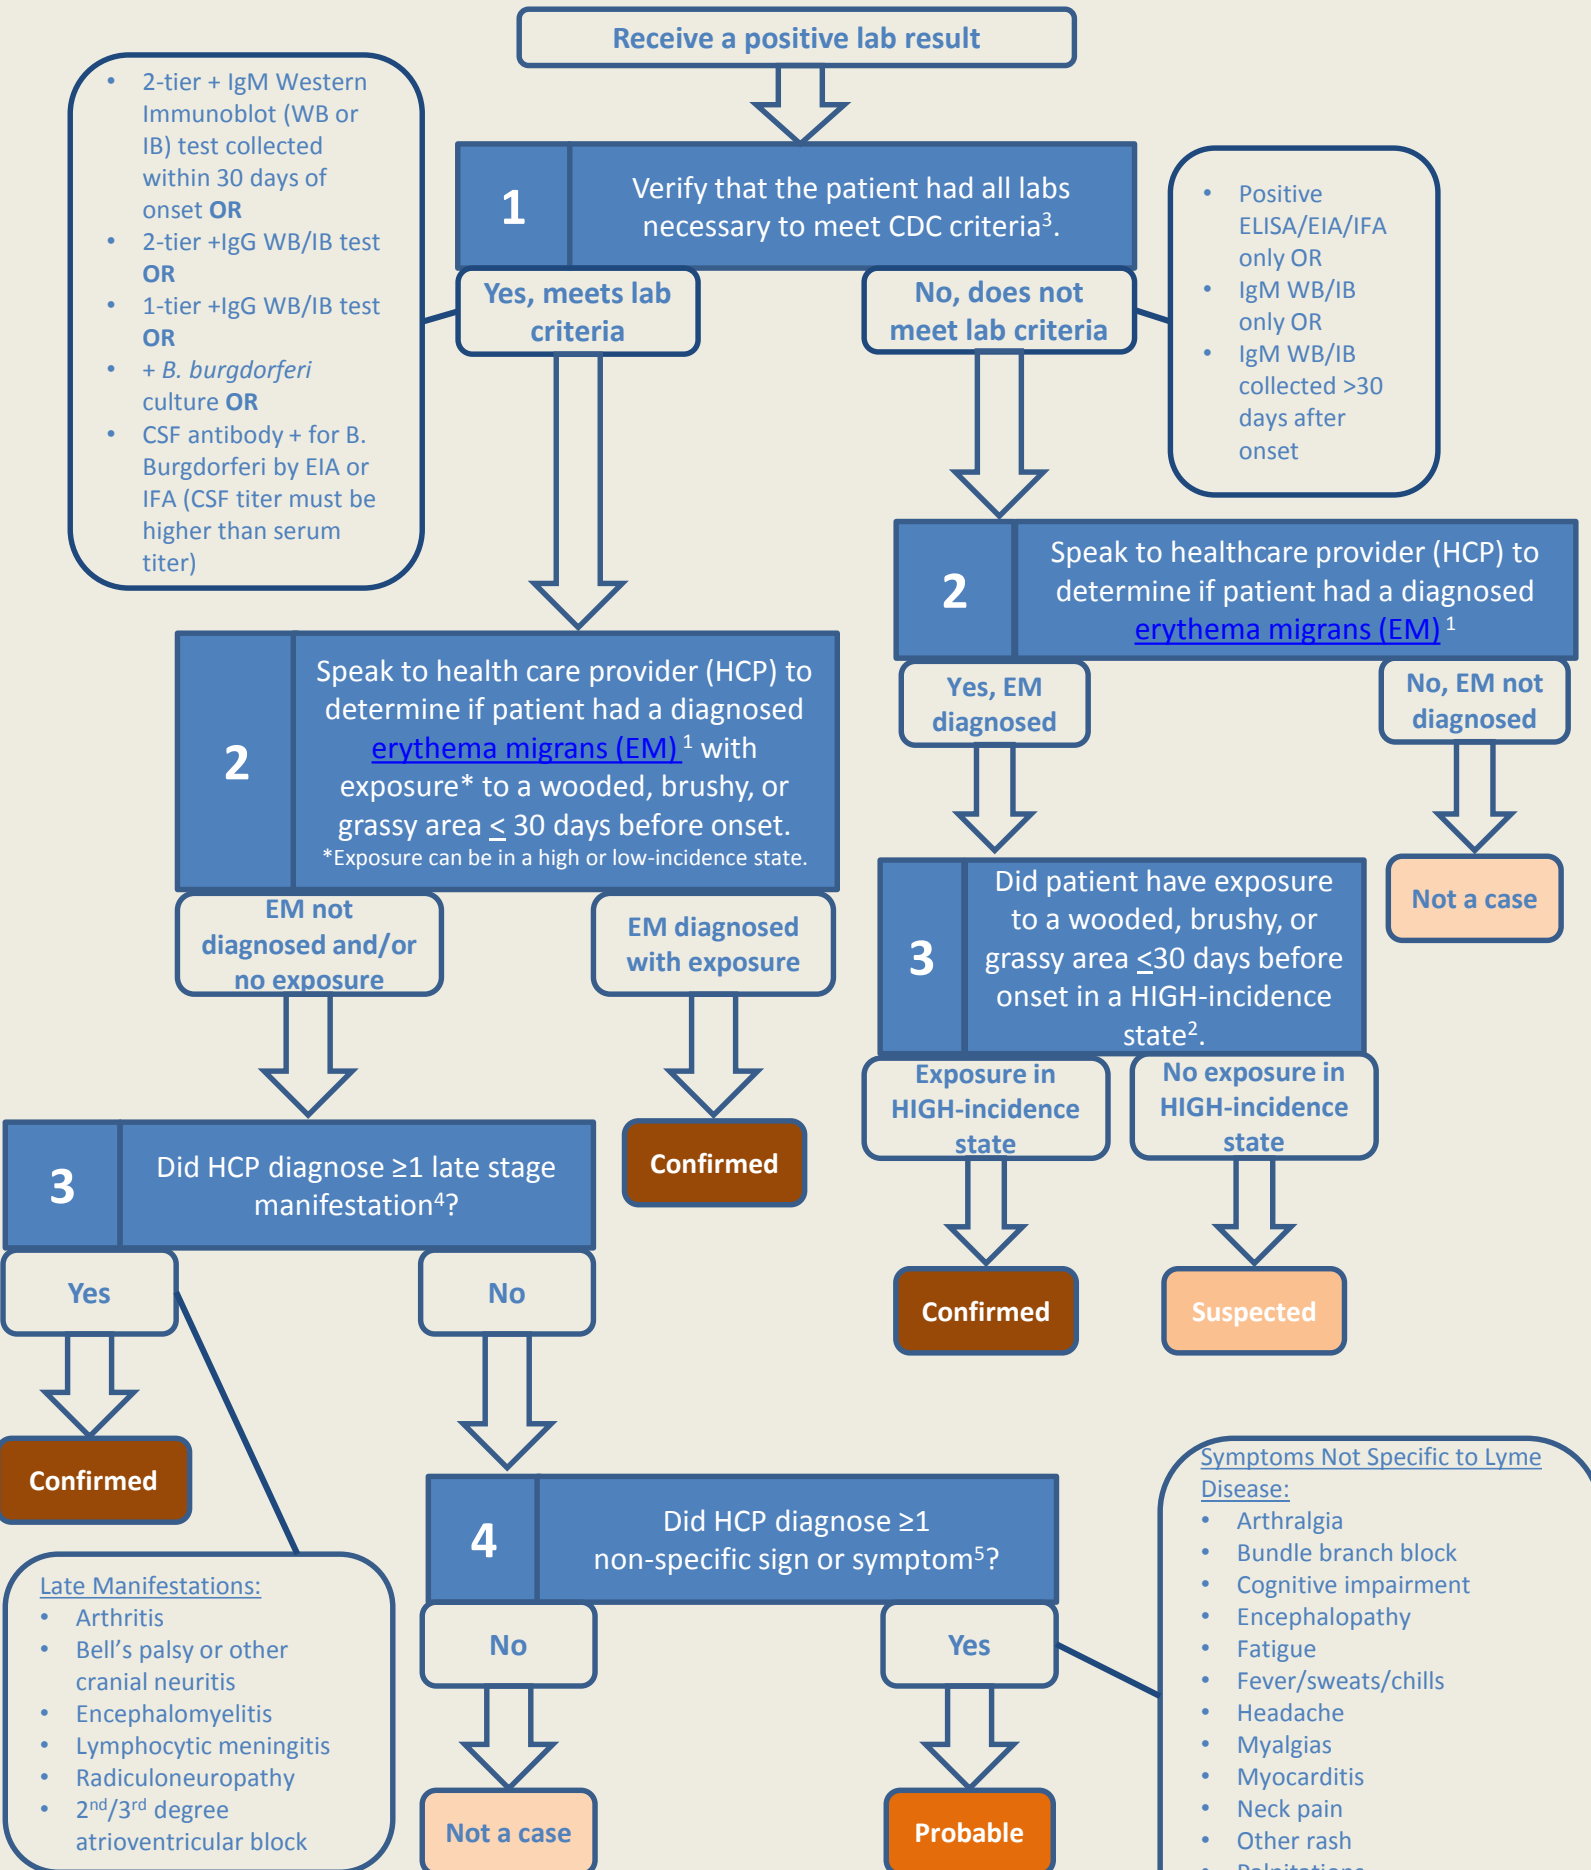 Receive a positive lab result
• 2-tier + IgM Western
Immunoblot (WB or
IB) test collected
within 30 days of
onset OR
• 2-tier +IgG WB/IB test
OR
• 1-tier +IgG WB/IB test
OR
• + B. burgdorferi
culture OR
• CSF antibody + for B.
Burgdorferi by EIA or
IFA (CSF titer must be
higher than serum
titer)
1
Verify that the patient had all labs
necessary to meet CDC criteria³.
• Positive
ELISA/EIA/IFA
only OR
• IgM WB/IB
only OR
• IgM WB/IB
collected >30
days after
onset
Yes, meets lab
criteria
No, does not
meet lab criteria
2
Speak to healthcare provider (HCP) to
determine if patient had a diagnosed
erythema migrans (EM) ¹
Yes, EM
diagnosed
No, EM not
diagnosed
Not a case
2
Speak to health care provider (HCP) to
determine if patient had a diagnosed
erythema migrans (EM) ¹ with
exposure* to a wooded, brushy, or
grassy area ≤ 30 days before onset.
*Exposure can be in a high or low-incidence state.
EM not
diagnosed and/or
no exposure
EM diagnosed
with exposure
Confirmed
3
Did patient have exposure
to a wooded, brushy, or
grassy area ≤30 days before
onset in a HIGH-incidence
state².
Exposure in
HIGH-incidence
state
No exposure in
HIGH-incidence
state
Confirmed
Suspected
3
Did HCP diagnose ≥1 late stage
manifestation⁴?
Yes
No
Confirmed
Late Manifestations:
• Arthritis
• Bell’s palsy or other
cranial neuritis
• Encephalomyelitis
• Lymphocytic meningitis
• Radiculoneuropathy
• 2nd/3rd degree
atrioventricular block
4
Did HCP diagnose ≥1
non-specific sign or symptom⁵?
No
Yes
Not a case
Probable
Symptoms Not Specific to Lyme
Disease:
• Arthralgia
• Bundle branch block
• Cognitive impairment
• Encephalopathy
• Fatigue
• Fever/sweats/chills
• Headache
• Myalgias
• Myocarditis
• Neck pain
• Other rash
• Palpitations